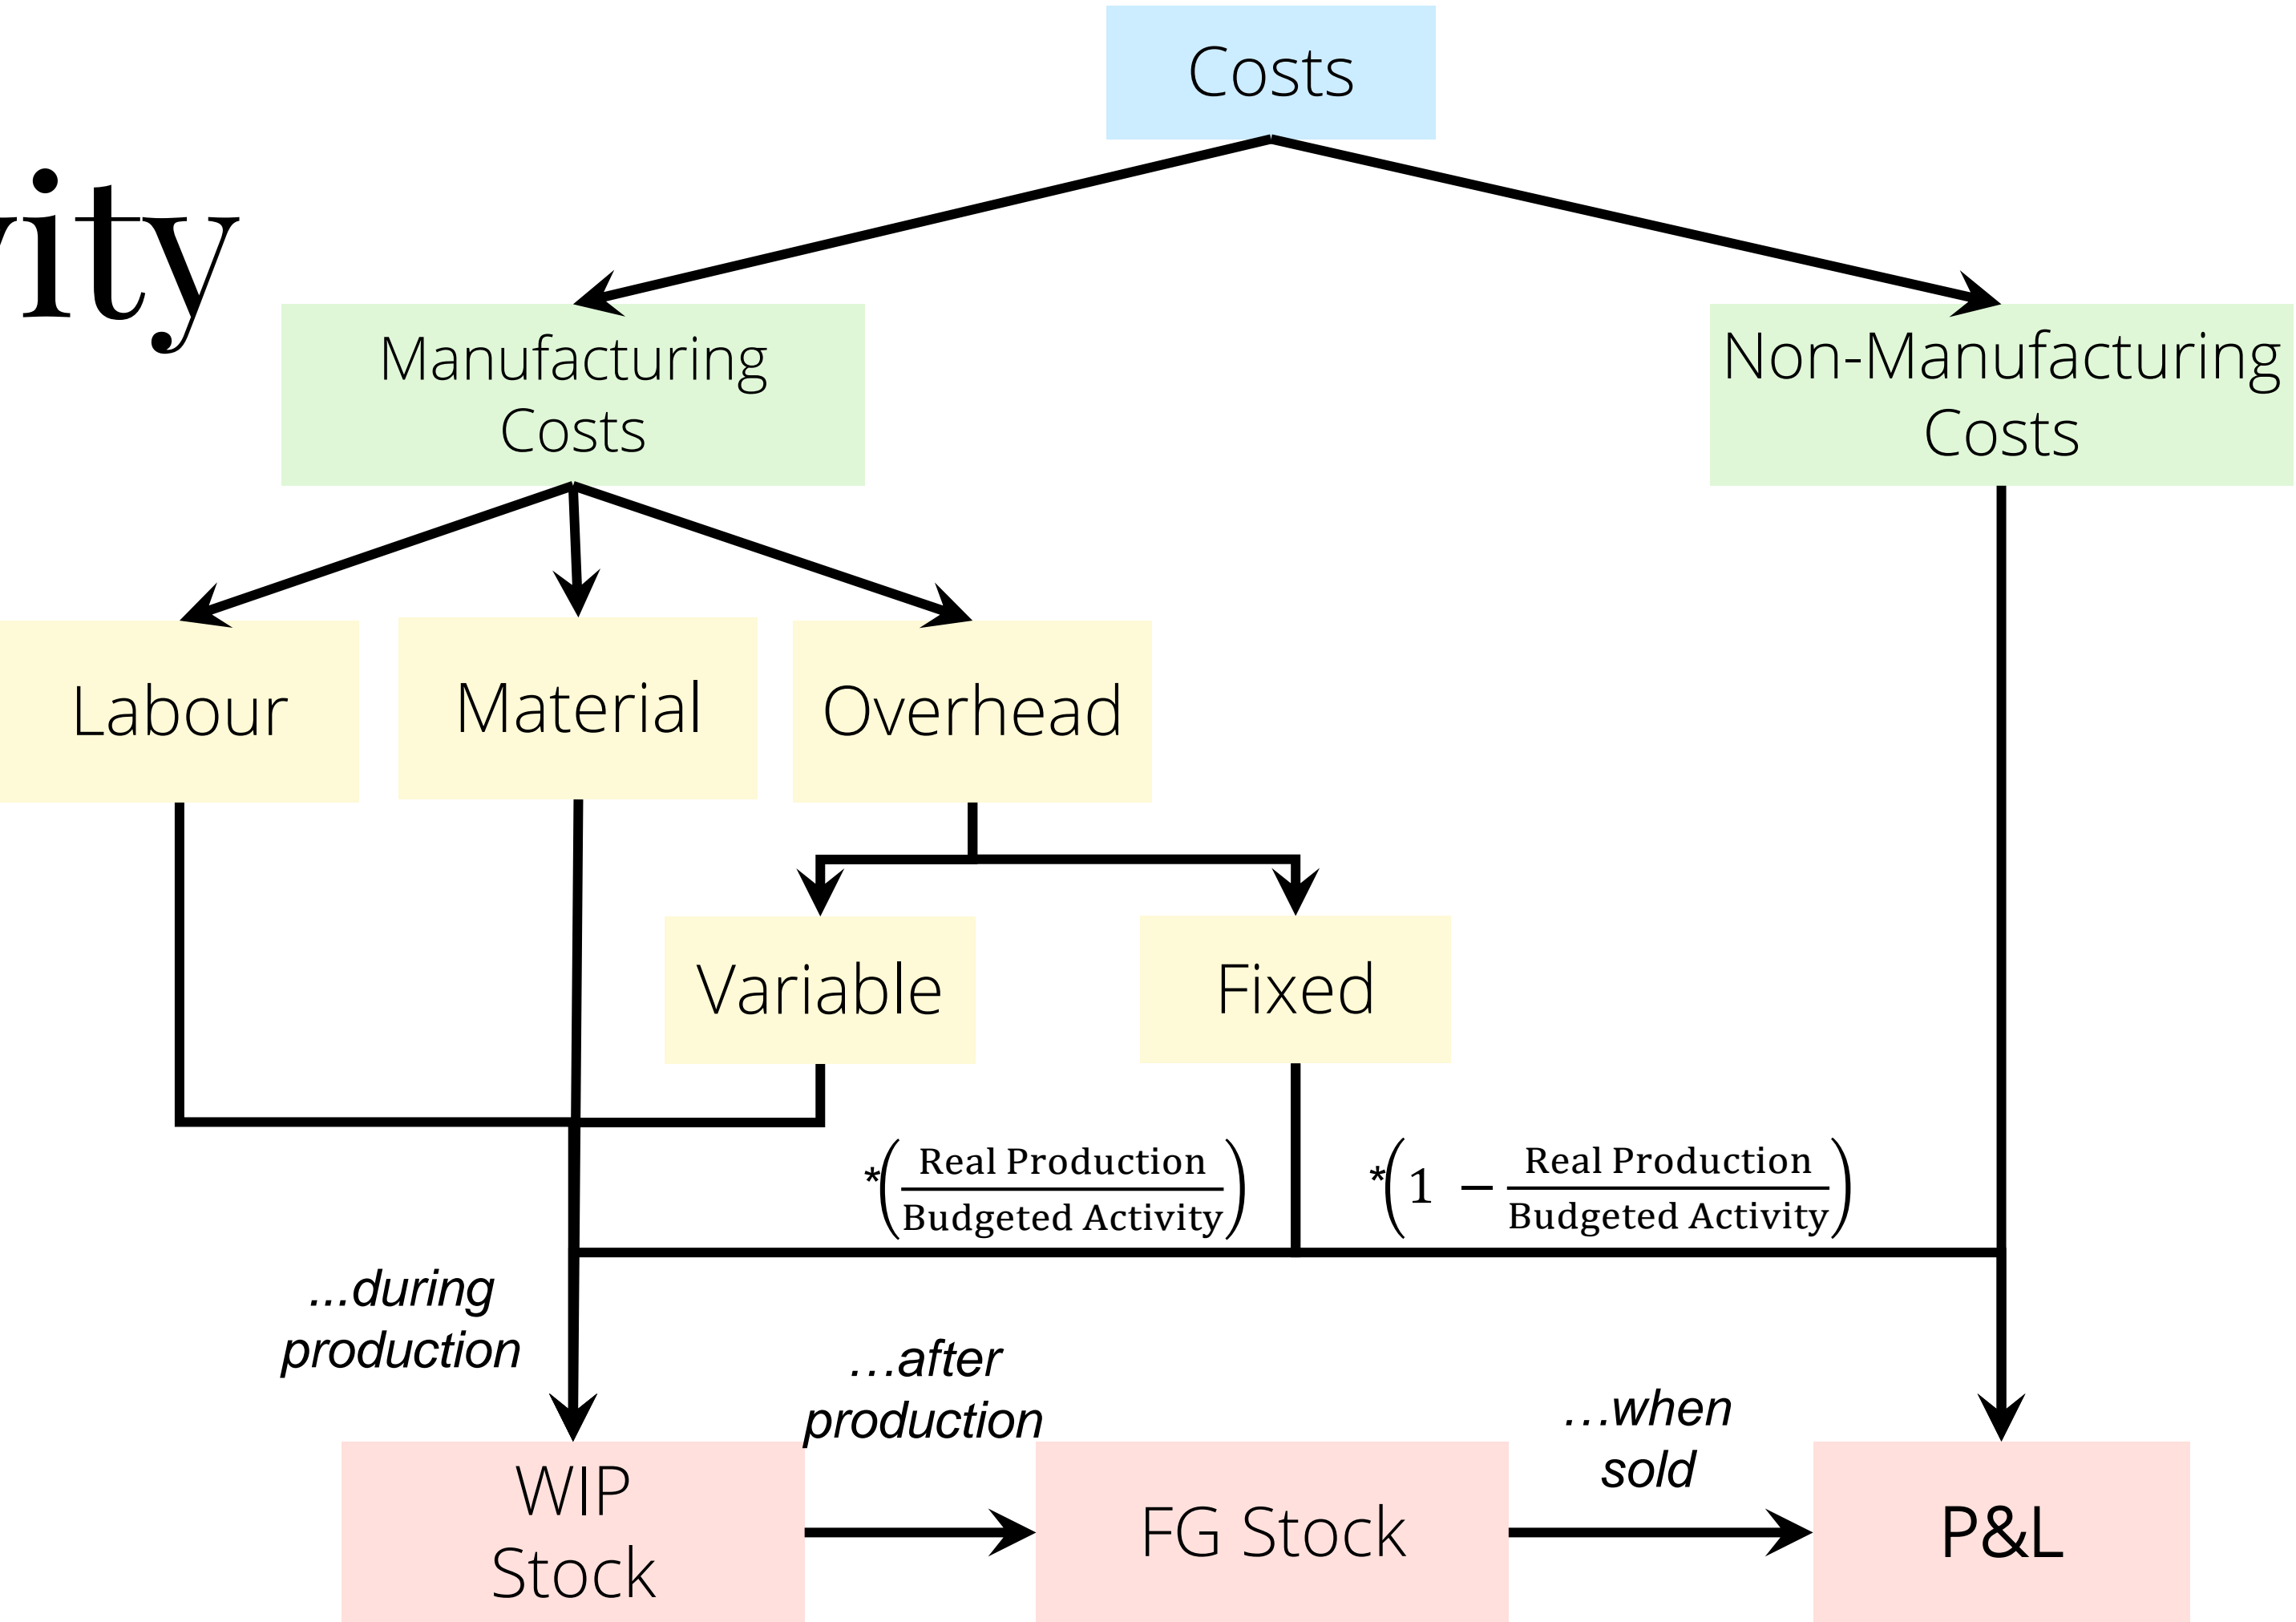 Costs
ity
Manufacturing
Costs
Non-Manufacturing
Costs
Labour
Material
Overhead
Variable
Fixed
*(Real Production
Budgeted Activity)
*(1 − Real Production
Budgeted Activity)
...during
production
...after
production
...when
sold
WIP
Stock
FG Stock
P&L